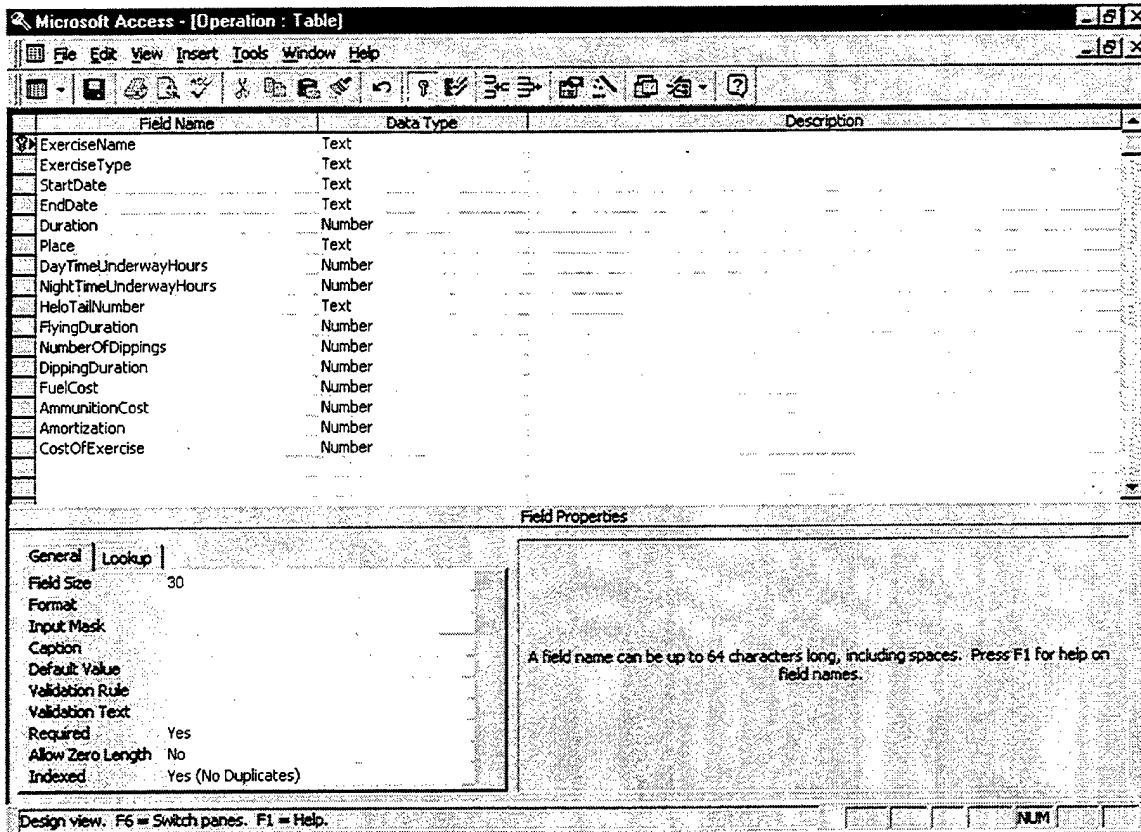 Microsoft Access - [Operation : Table]
File Edit View Insert Tools Window Help
Field Name Data Type Description
ExerciseName Text
ExerciseType Text
StartDate Text
EndDate Text
Duration Number
Place Text
DayTimeUnderwayHours Number
NightTimeUnderwayHours Number
HeloTailNumber Text
FlyingDuration Number
NumberOfDippings Number
DippingDuration Number
FuelCost Number
AmmunitionCost Number
Amortization Number
CostOfExercise Number
Field Properties
General Lookup
Field Size 30
Format
Input Mask
Caption
Default Value
Validation Rule
Validation Text
Required Yes
Allow Zero Length No
Indexed Yes (No Duplicates)
A field name can be up to 64 characters long, including spaces. Press F1 for help on
field names.
Design view. F6 = Switch panes. F1 = Help. NUM